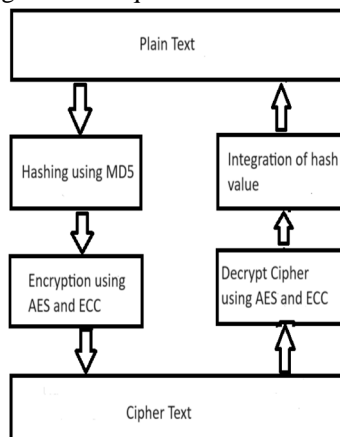 Plain Text
Hashing using MD5
Integration of hash
value
Encryption using
AES and ECC
Decrypt Cipher
using AES and ECC
Cipher Text